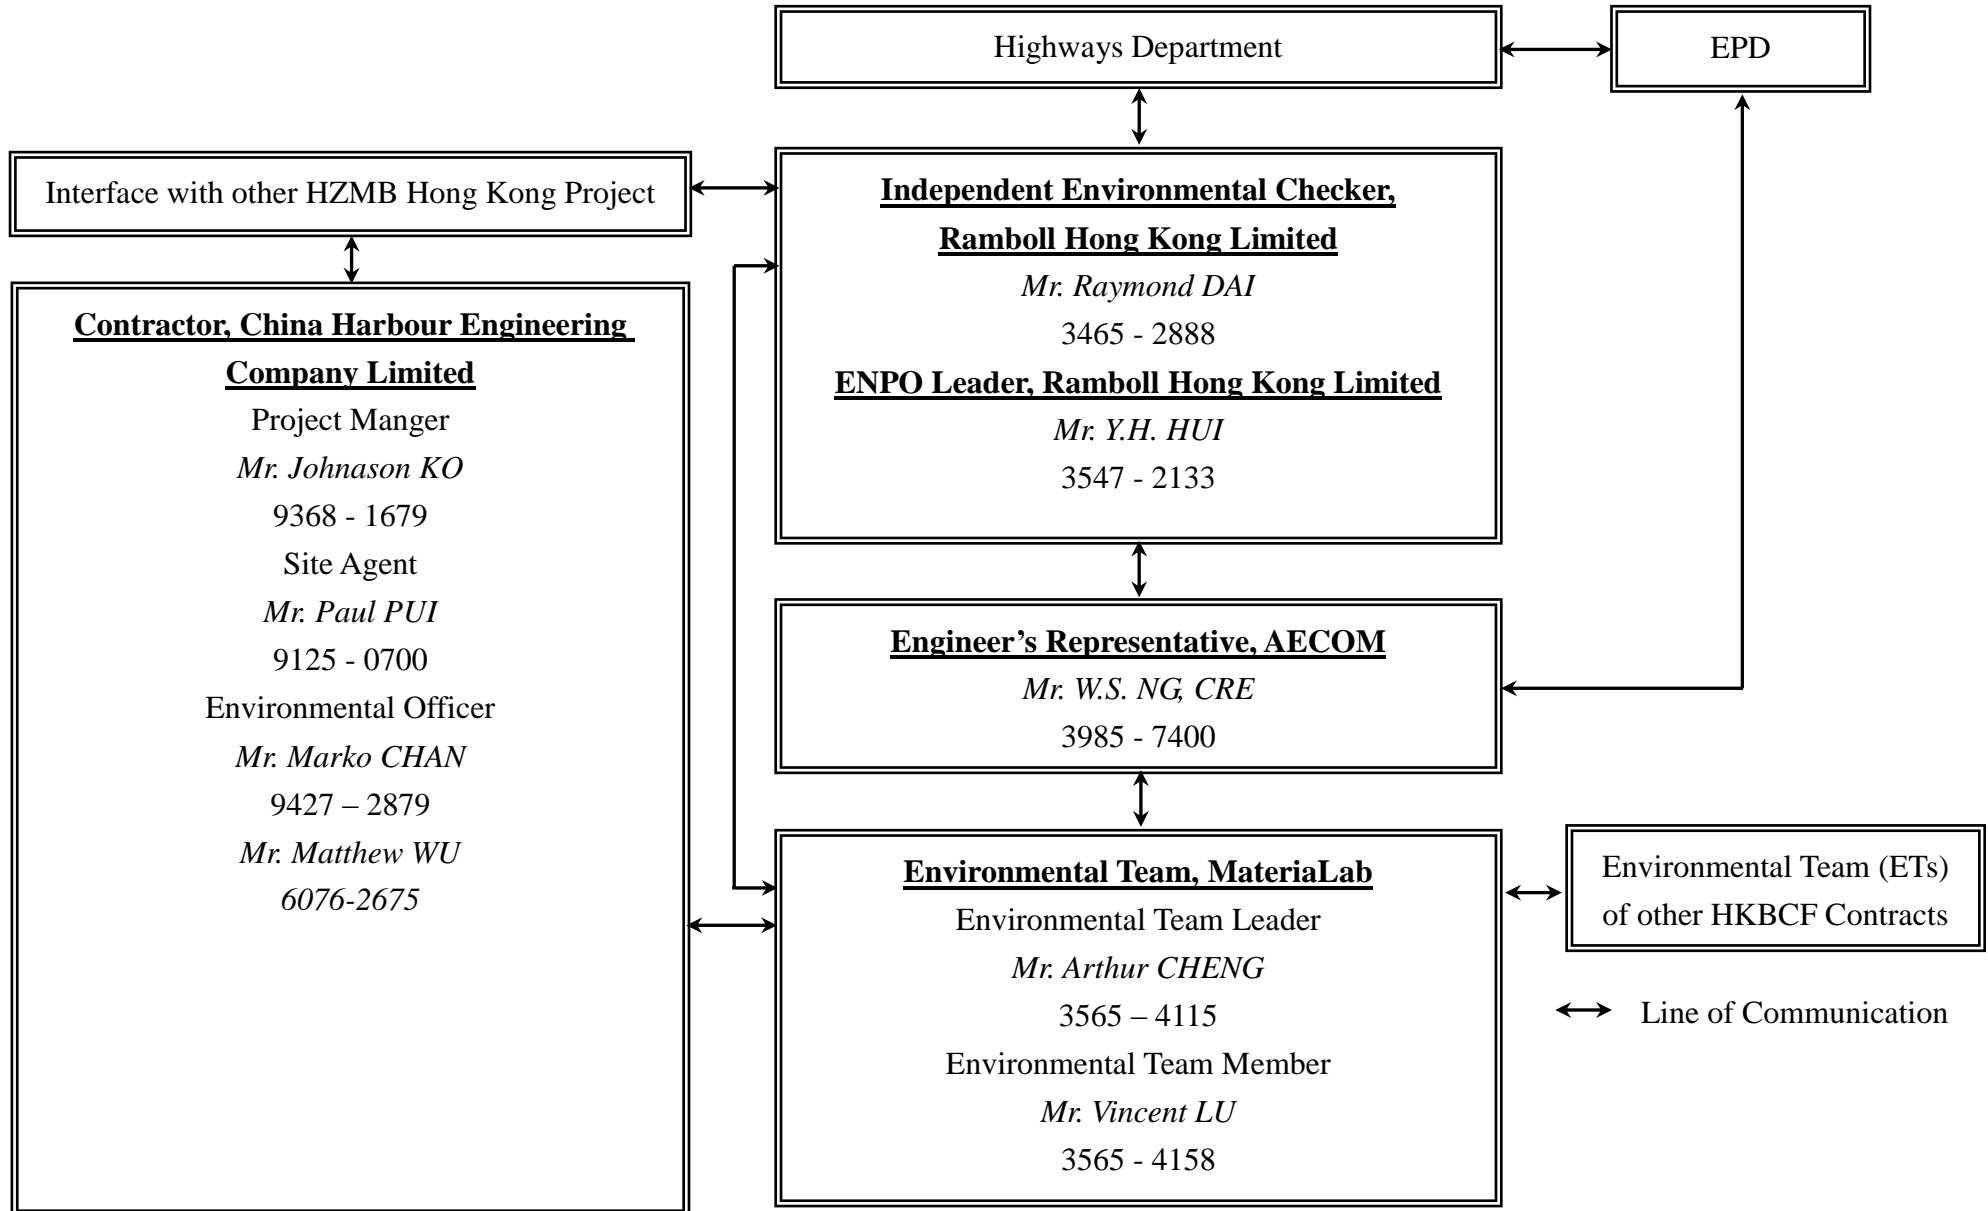 Highways Department
EPD
Interface with other HZMB Hong Kong Project
Independent Environmental Checker,
Ramboll Hong Kong Limited
Mr. Raymond DAI
3465 - 2888
ENPO Leader, Ramboll Hong Kong Limited
Mr. Y.H. HUI
3547 - 2133
Contractor, China Harbour Engineering
Company Limited
Project Manger
Mr. Johnason KO
9368 - 1679
Site Agent
Mr. Paul PUI
9125 - 0700
Environmental Officer
Mr. Marko CHAN
9427 – 2879
Mr. Matthew WU
6076-2675
Engineer’s Representative, AECOM
Mr. W.S. NG, CRE
3985 - 7400
Environmental Team, MateriaLab
Environmental Team Leader
Mr. Arthur CHENG
3565 – 4115
Environmental Team Member
Mr. Vincent LU
3565 - 4158
Environmental Team (ETs)
of other HKBCF Contracts
Line of Communication